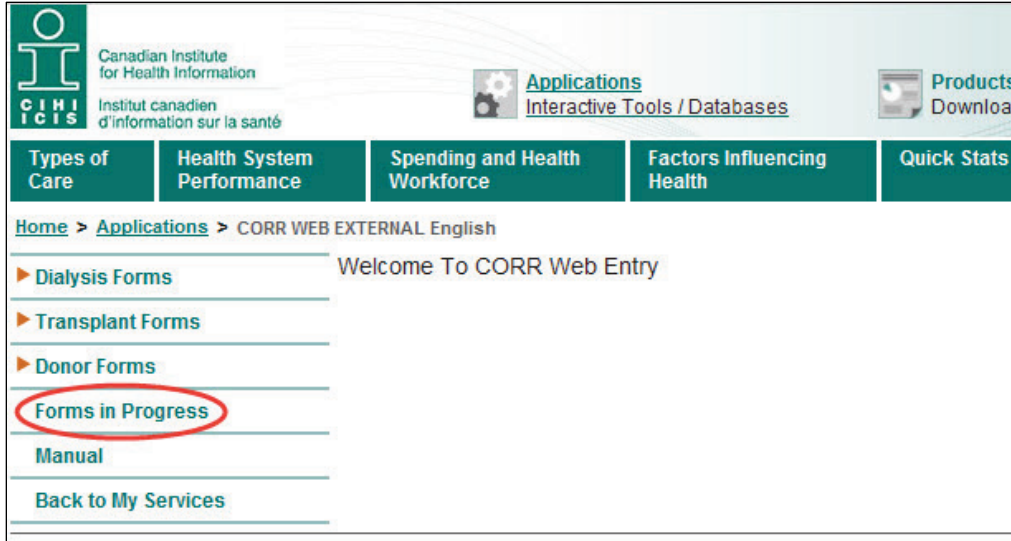 Canadian Institute
for Health Information
CIHI
ICIS
Institut canadien
d'information sur la santé
Applications
Interactive Tools / Databases
Products
Types of
Care
Health System
Performance
Spending and Health
Workforce
Factors Influencing
Health
Quick Stats
Home > Applications > CORR WEB EXTERNAL English
Dialysis Forms
Transplant Forms
Donor Forms
Forms in Progress
Manual
Back to My Services
Welcome To CORR Web Entry